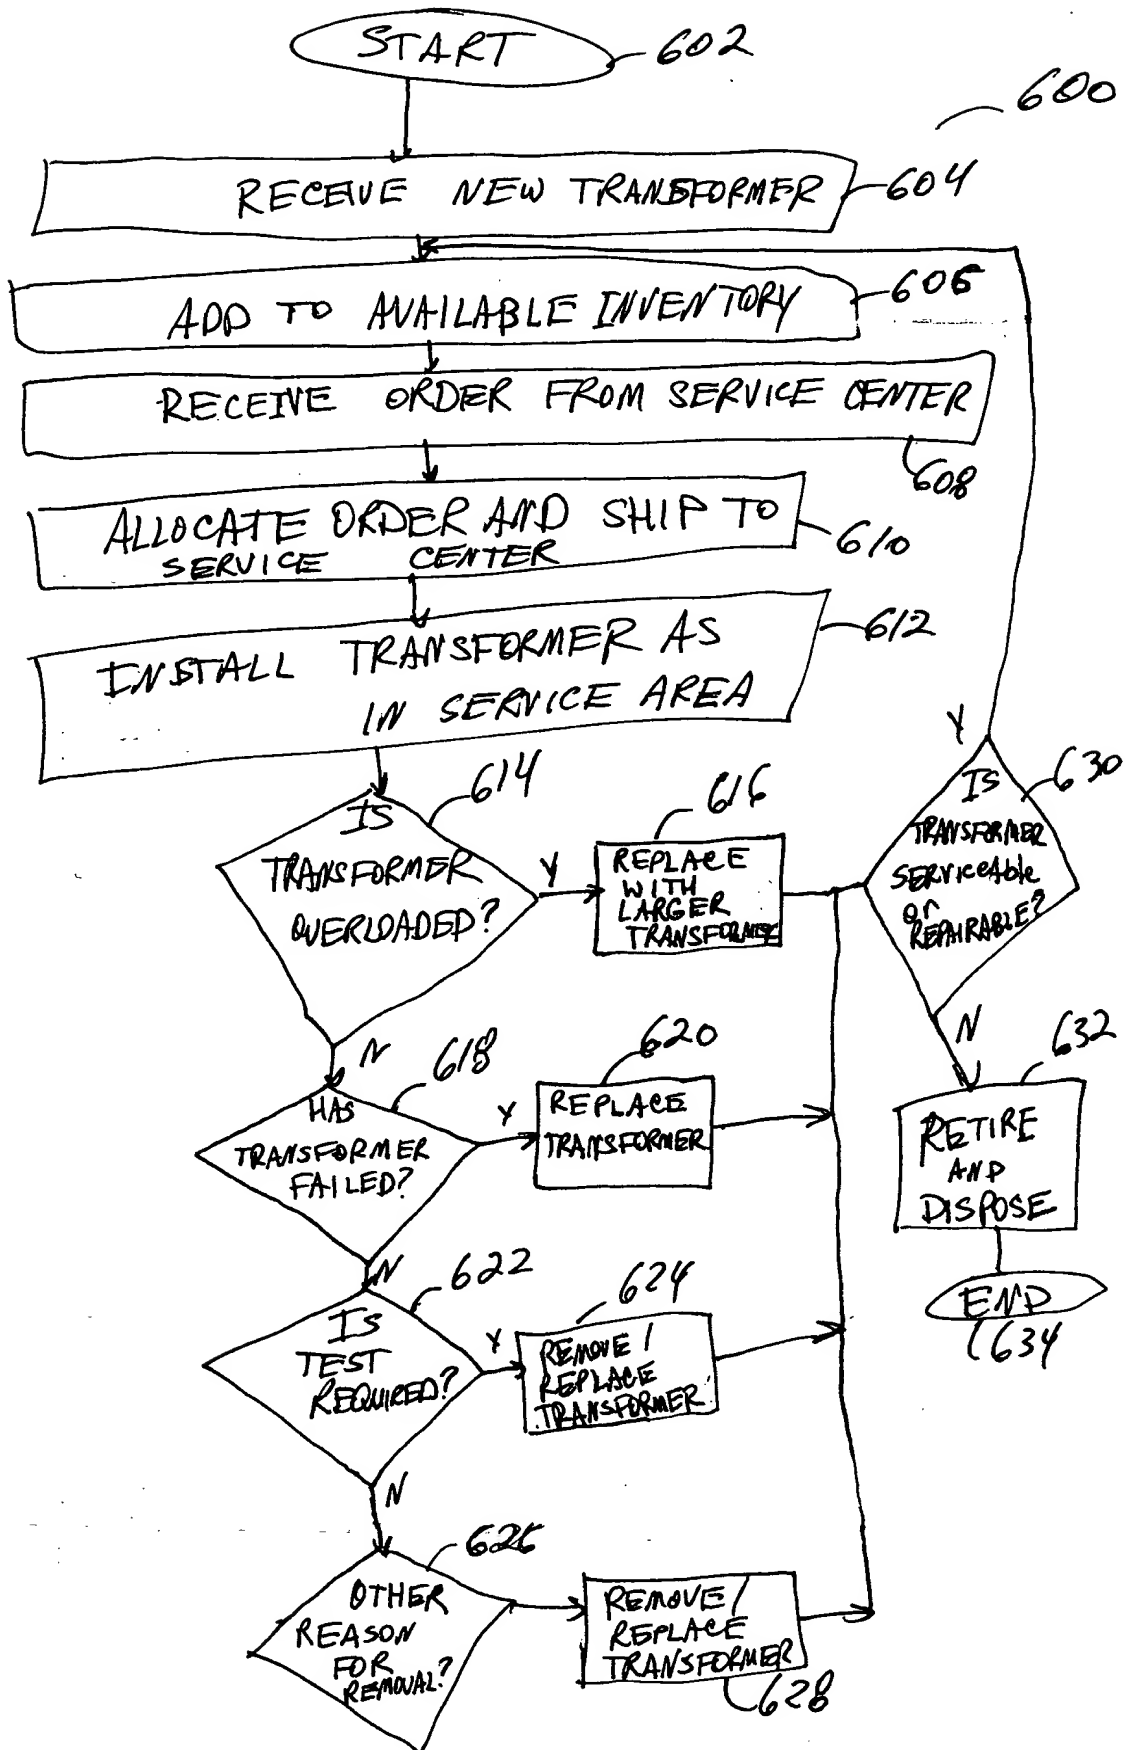 START
602
600
RECEIVE NEW TRANSFORMER
604
ADD TO AVAILABLE INVENTORY
606
RECEIVE ORDER FROM SERVICE CENTER
608
ALLOCATE ORDER AND SHIP TO
SERVICE CENTER
610
INSTALL TRANSFORMER AS
IN SERVICE AREA
612
614
IS
TRANSFORMER
OVERLOADED?
Y
616
REPLACE
WITH
LARGER
TRANSFORMER
Y
630
IS
TRANSFORMER
SERVICEAble
or
REPAIRABLE?
N
618
HAS
TRANSFORMER
FAILED?
Y
620
REPLACE
TRANSFORMER
N
632
RETIRE
AND
DISPOSE
END
634
N
622
IS
TEST
REQUIRED?
Y
624
REMOVE /
REPLACE
TRANSFORMER
N
626
OTHER
REASON
FOR
REMOVAL?
REMOVE /
REPLACE
TRANSFORMER
628